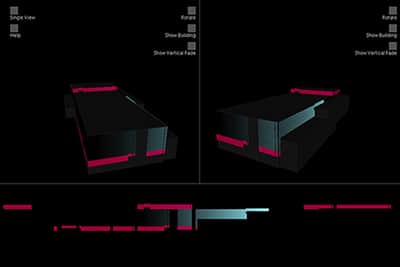 Single View
Rotate
Help
Show Building
Show Vertical Fade
Rotate
Show Building
Show Vertical Fade